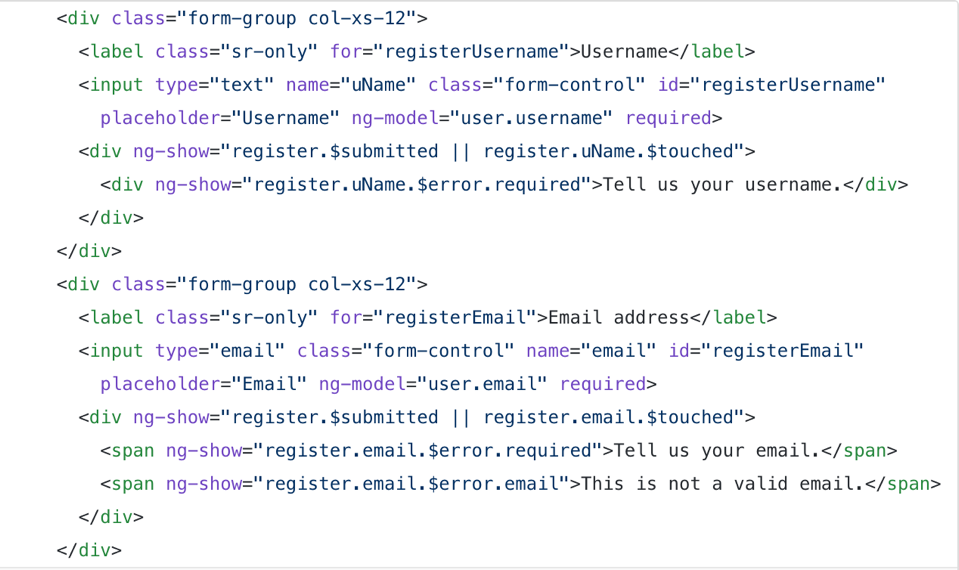 <div class="form-group col-xs-12">
<label class="sr-only" for="registerUsername">Username</label>
<input type="text" name="uName" class="form-control" id="registerUsername"
placeholder="Username" ng-model="user.username" required>
<div ng-show="register.$submitted || register.uName.$touched">
<div ng-show="register.uName.$error.required">Tell us your username.</div>
</div>
</div>
<div class="form-group col-xs-12">
<label class="sr-only" for="registerEmail">Email address</label>
<input type="email" class="form-control" name="email" id="registerEmail"
placeholder="Email" ng-model="user.email" required>
<div ng-show="register.$submitted || register.email.$touched">
<span ng-show="register.email.$error.required">Tell us your email.</span>
<span ng-show="register.email.$error.email">This is not a valid email.</span>
</div>
</div>